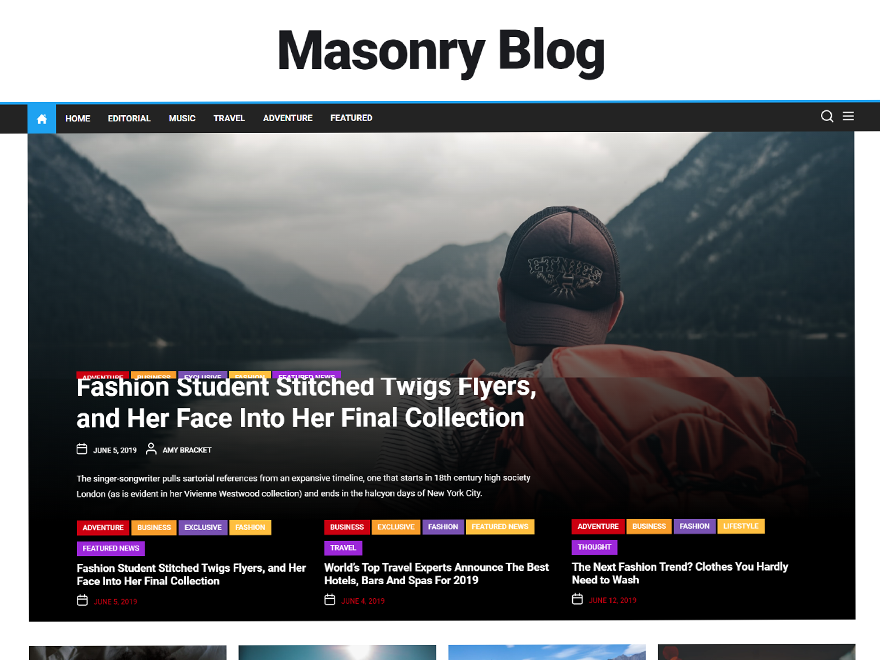 Masonry Blog
HOME EDITORIAL MUSIC TRAVEL ADVENTURE FEATURED
ETNIES
ADVENTURE BUSINESS EXCLUSIVE FASHION FEATURED NEWS
Fashion Student Stitched Twigs Flyers,
and Her Face Into Her Final Collection
JUNE 5, 2019 AMY BRACKET
The singer-songwriter pulls sartorial references from an expansive timeline, one that starts in 18th century high society
London (as is evident in her Vivienne Westwood collection) and ends in the halcyon days of New York City.
ADVENTURE BUSINESS EXCLUSIVE FASHION
FEATURED NEWS
Fashion Student Stitched Twigs Flyers, and Her
Face Into Her Final Collection
JUNE 5, 2019
BUSINESS EXCLUSIVE FASHION FEATURED NEWS
TRAVEL
World's Top Travel Experts Announce The Best
Hotels, Bars And Spas For 2019
JUNE 4, 2019
ADVENTURE BUSINESS FASHION LIFESTYLE
THOUGHT
The Next Fashion Trend? Clothes You Hardly
Need to Wash
JUNE 12, 2019